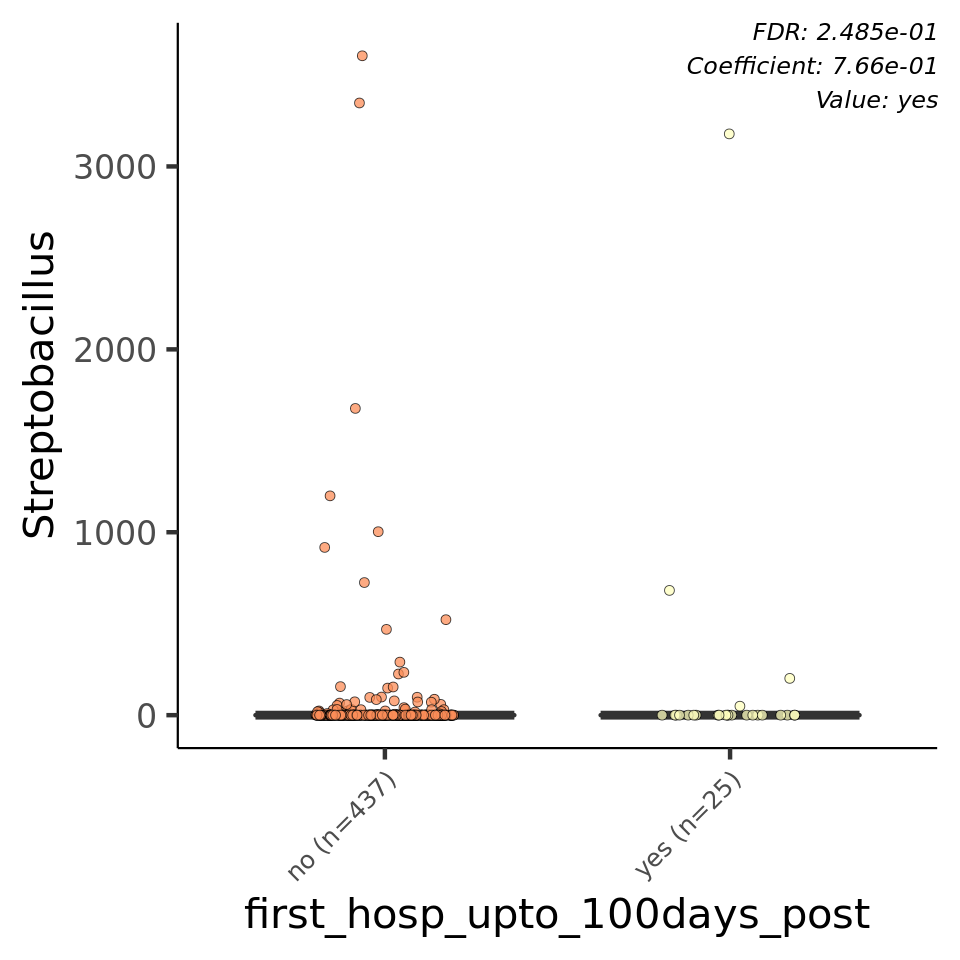 FDR: 2.485e-01
Coefficient: 7.66e-01
Value: yes
Streptobacillus
3000
2000
1000
0
no (n=437)
yes (n=25)
first_hosp_upto_100days_post